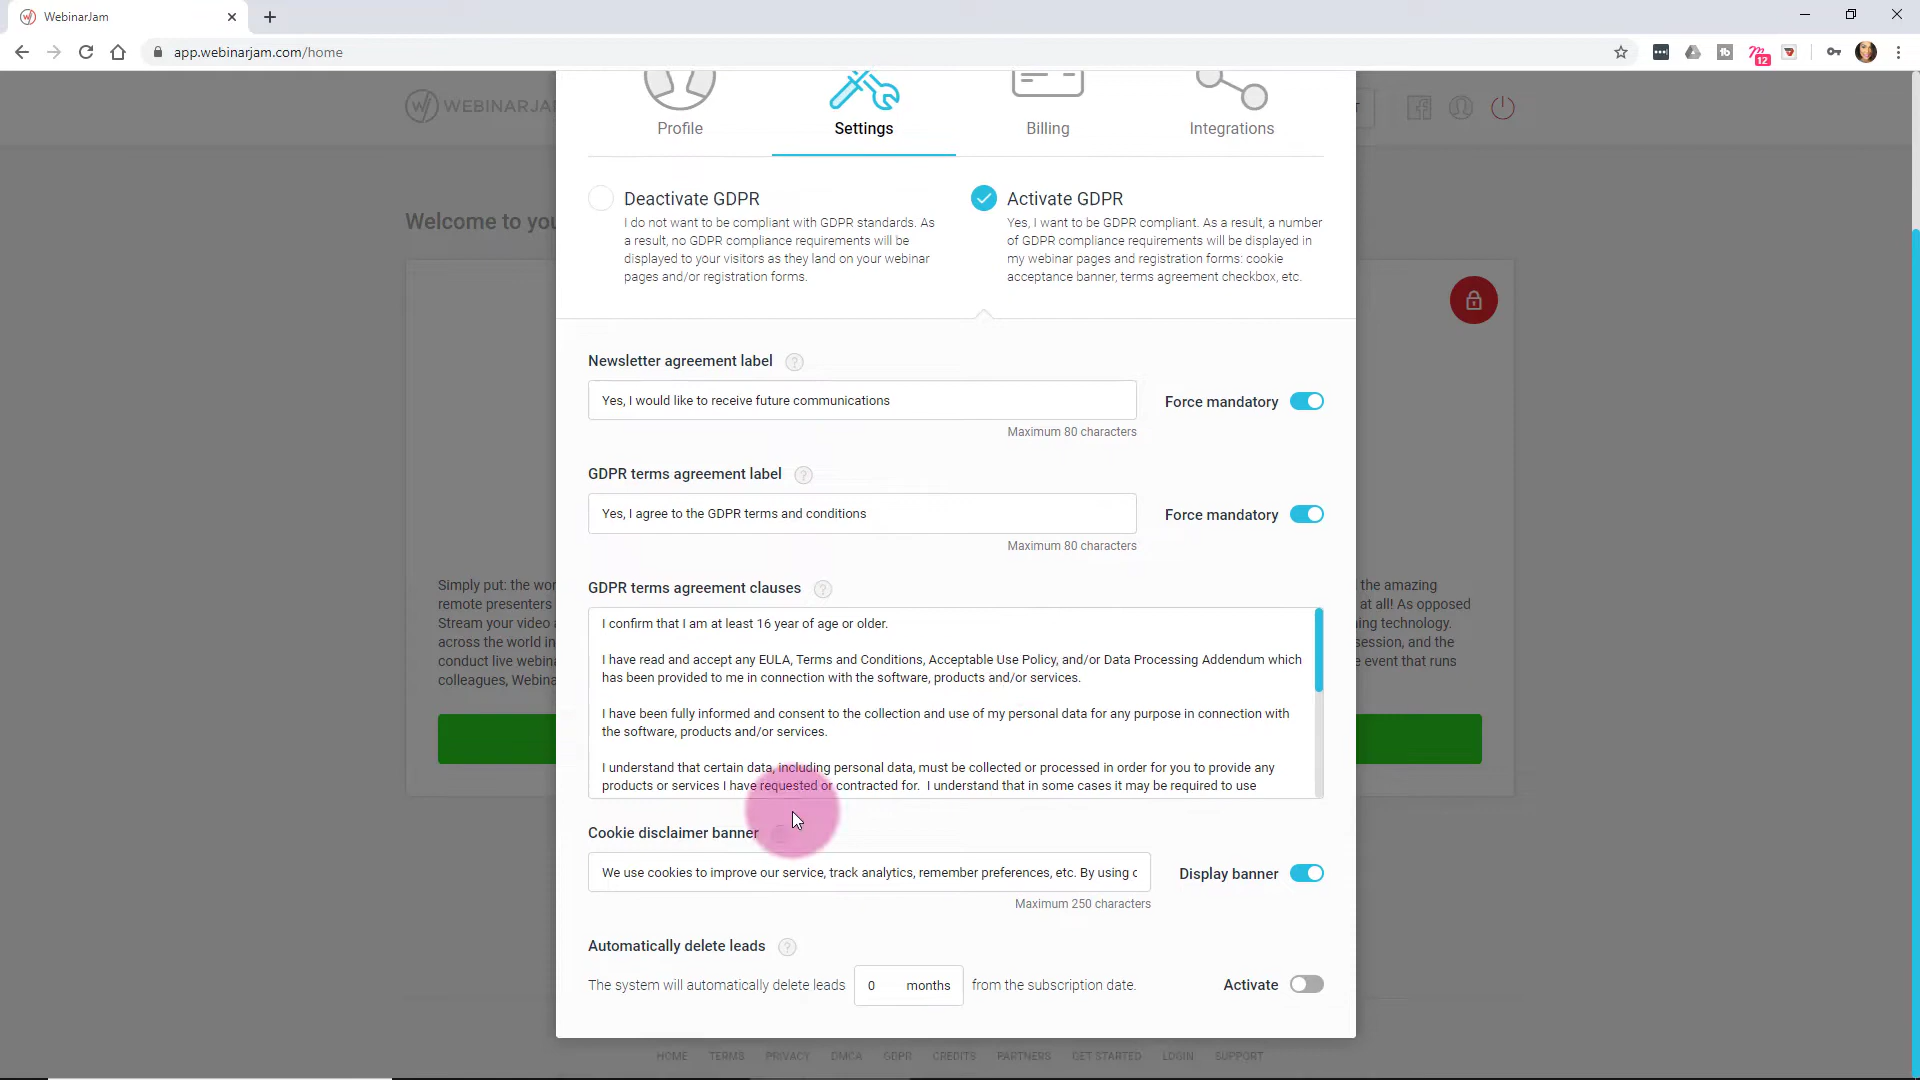 WebinarJam
app.webinarjam.com/home
12
WEBINARJA
Profile
Settings
Billing
Integrations
Welcome to you
Deactivate GDPR
I do not want to be compliant with GDPR standards. As
a result, no GDPR compliance requirements will be
displayed to your visitors as they land on your webinar
pages and/or registration forms.
Activate GDPR
Yes, I want to be GDPR compliant. As a result, a number
of GDPR compliance requirements will be displayed in
my webinar pages and registration forms: cookie
acceptance banner, terms agreement checkbox, etc.
Newsletter agreement label ?
Yes, I would like to receive future communications
Force mandatory
Maximum 80 characters
GDPR terms agreement label ?
Yes, I agree to the GDPR terms and conditions
Force mandatory
Maximum 80 characters
GDPR terms agreement clauses ?
I confirm that I am at least 16 year of age or older.
I have read and accept any EULA, Terms and Conditions, Acceptable Use Policy, and/or Data Processing Addendum which
has been provided to me in connection with the software, products and/or services.
I have been fully informed and consent to the collection and use of my personal data for any purpose in connection with
the software, products and/or services.
I understand that certain data, including personal data, must be collected or processed in order for you to provide any
products or services I have requested or contracted for. I understand that in some cases it may be required to use
Cookie disclaimer banner
We use cookies to improve our service, track analytics, remember preferences, etc. By using c
Display banner
Maximum 250 characters
Automatically delete leads ?
The system will automatically delete leads 0 months from the subscription date.
Activate
Simply put: the wor
remote presenters
Stream your video
across the world in
conduct live webin
colleagues, Webina
the amazing
at all! As opposed
ing technology.
session, and the
e event that runs
HOME TERMS PRIVACY DMCA GDPR CREDITS PARTNERS GET STARTED LOGIN SUPPORT